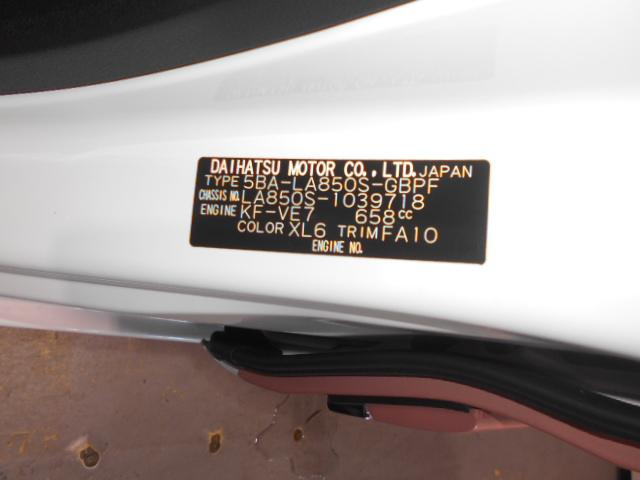 DAIHATSU MOTOR CO., LTD. JAPAN
TYPE 5BA-LA850S-GBPF
CHASSIS NO. LA850S-1039718
ENGINE KF-VE7 658cc
COLOR XL6 TRIM FA10
ENGINE NO.